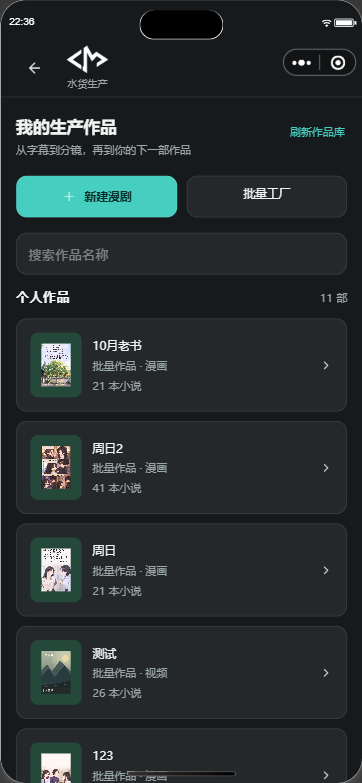 22:36
水货生产
我的生产作品
刷新作品库
从字幕到分镜，再到你的下一部作品
＋ 新建漫剧
批量工厂
搜索作品名称
个人作品
11 部
10月老书
批量作品 · 漫画
21 本小说
周日2
批量作品 · 漫画
41 本小说
周日
批量作品 · 漫画
21 本小说
测试
批量作品 · 视频
26 本小说
123
批量作品 · 漫画